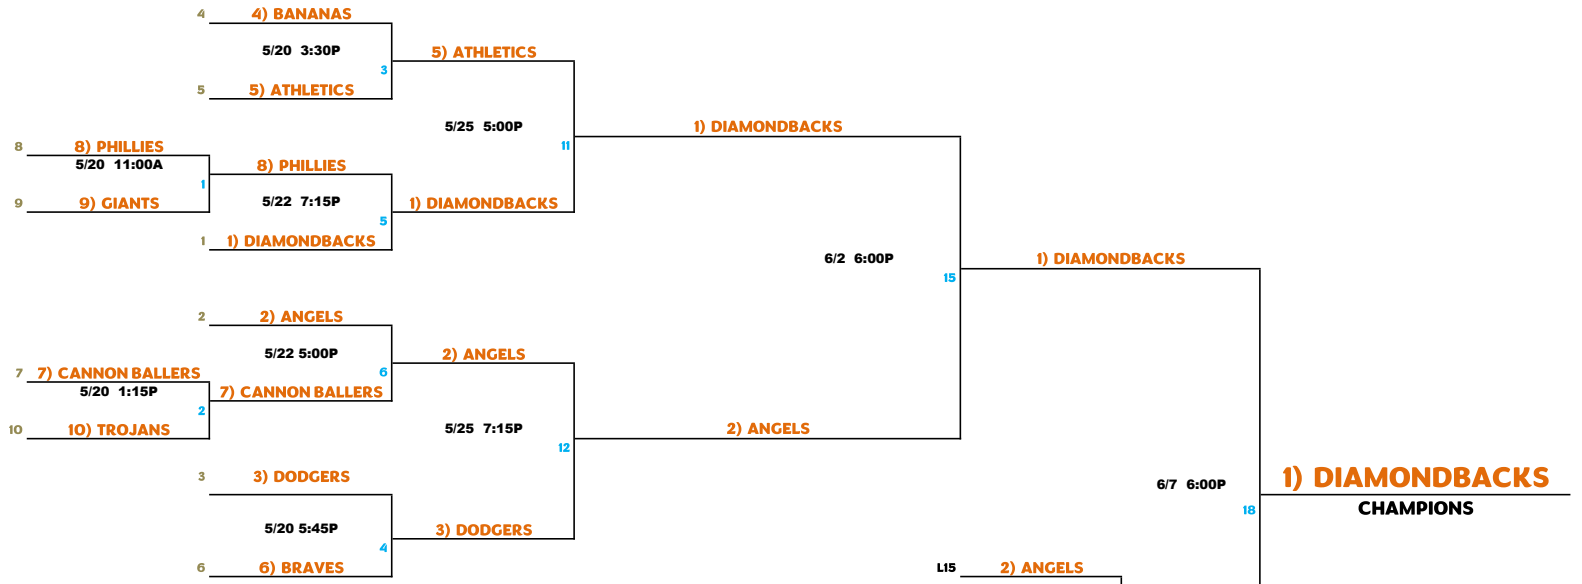 4 4) BANANAS
5/20 3:30P
5) ATHLETICS
3
5 5) ATHLETICS
5/25 5:00P
1) DIAMONDBACKS
8 8) PHILLIES
11
5/20 11:00A
8) PHILLIES
1
9 9) GIANTS
5/22 7:15P
1) DIAMONDBACKS
5
1 1) DIAMONDBACKS
6/2 6:00P
1) DIAMONDBACKS
15
2 2) ANGELS
5/22 5:00P
2) ANGELS
7 7) CANNON BALLERS
6
5/20 1:15P
7) CANNON BALLERS
2
10 10) TROJANS
5/25 7:15P
2) ANGELS
12
3 3) DODGERS
6/7 6:00P
1) DIAMONDBACKS
18
CHAMPIONS
5/20 5:45P
3) DODGERS
4
6 6) BRAVES
L15 2) ANGELS